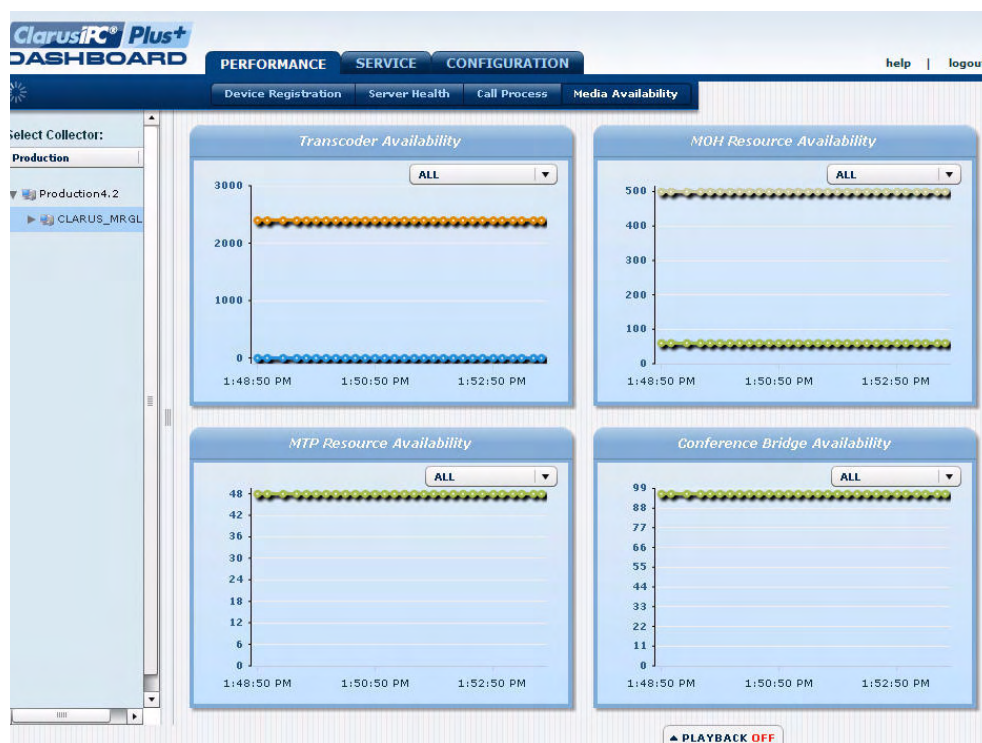 ClarusIPC® Plus+
DASHBOARD
PERFORMANCE
SERVICE
CONFIGURATION
help | logou
Device Registration
Server Health
Call Process
Media Availability
Select Collector:
Production
Production4.2
CLARUS_MRGL
Transcoder Availability
ALL
3000
2000
1000
0
1:48:50 PM
1:50:50 PM
1:52:50 PM
MOH Resource Availability
ALL
500
400
300
200
100
0
1:48:50 PM
1:50:50 PM
1:52:50 PM
MTP Resource Availability
ALL
48
42
36
30
24
18
12
6
0
1:48:50 PM
1:50:50 PM
1:52:50 PM
Conference Bridge Availability
ALL
99
88
77
66
55
44
33
22
11
0
1:48:50 PM
1:50:50 PM
1:52:50 PM
PLAYBACK OFF